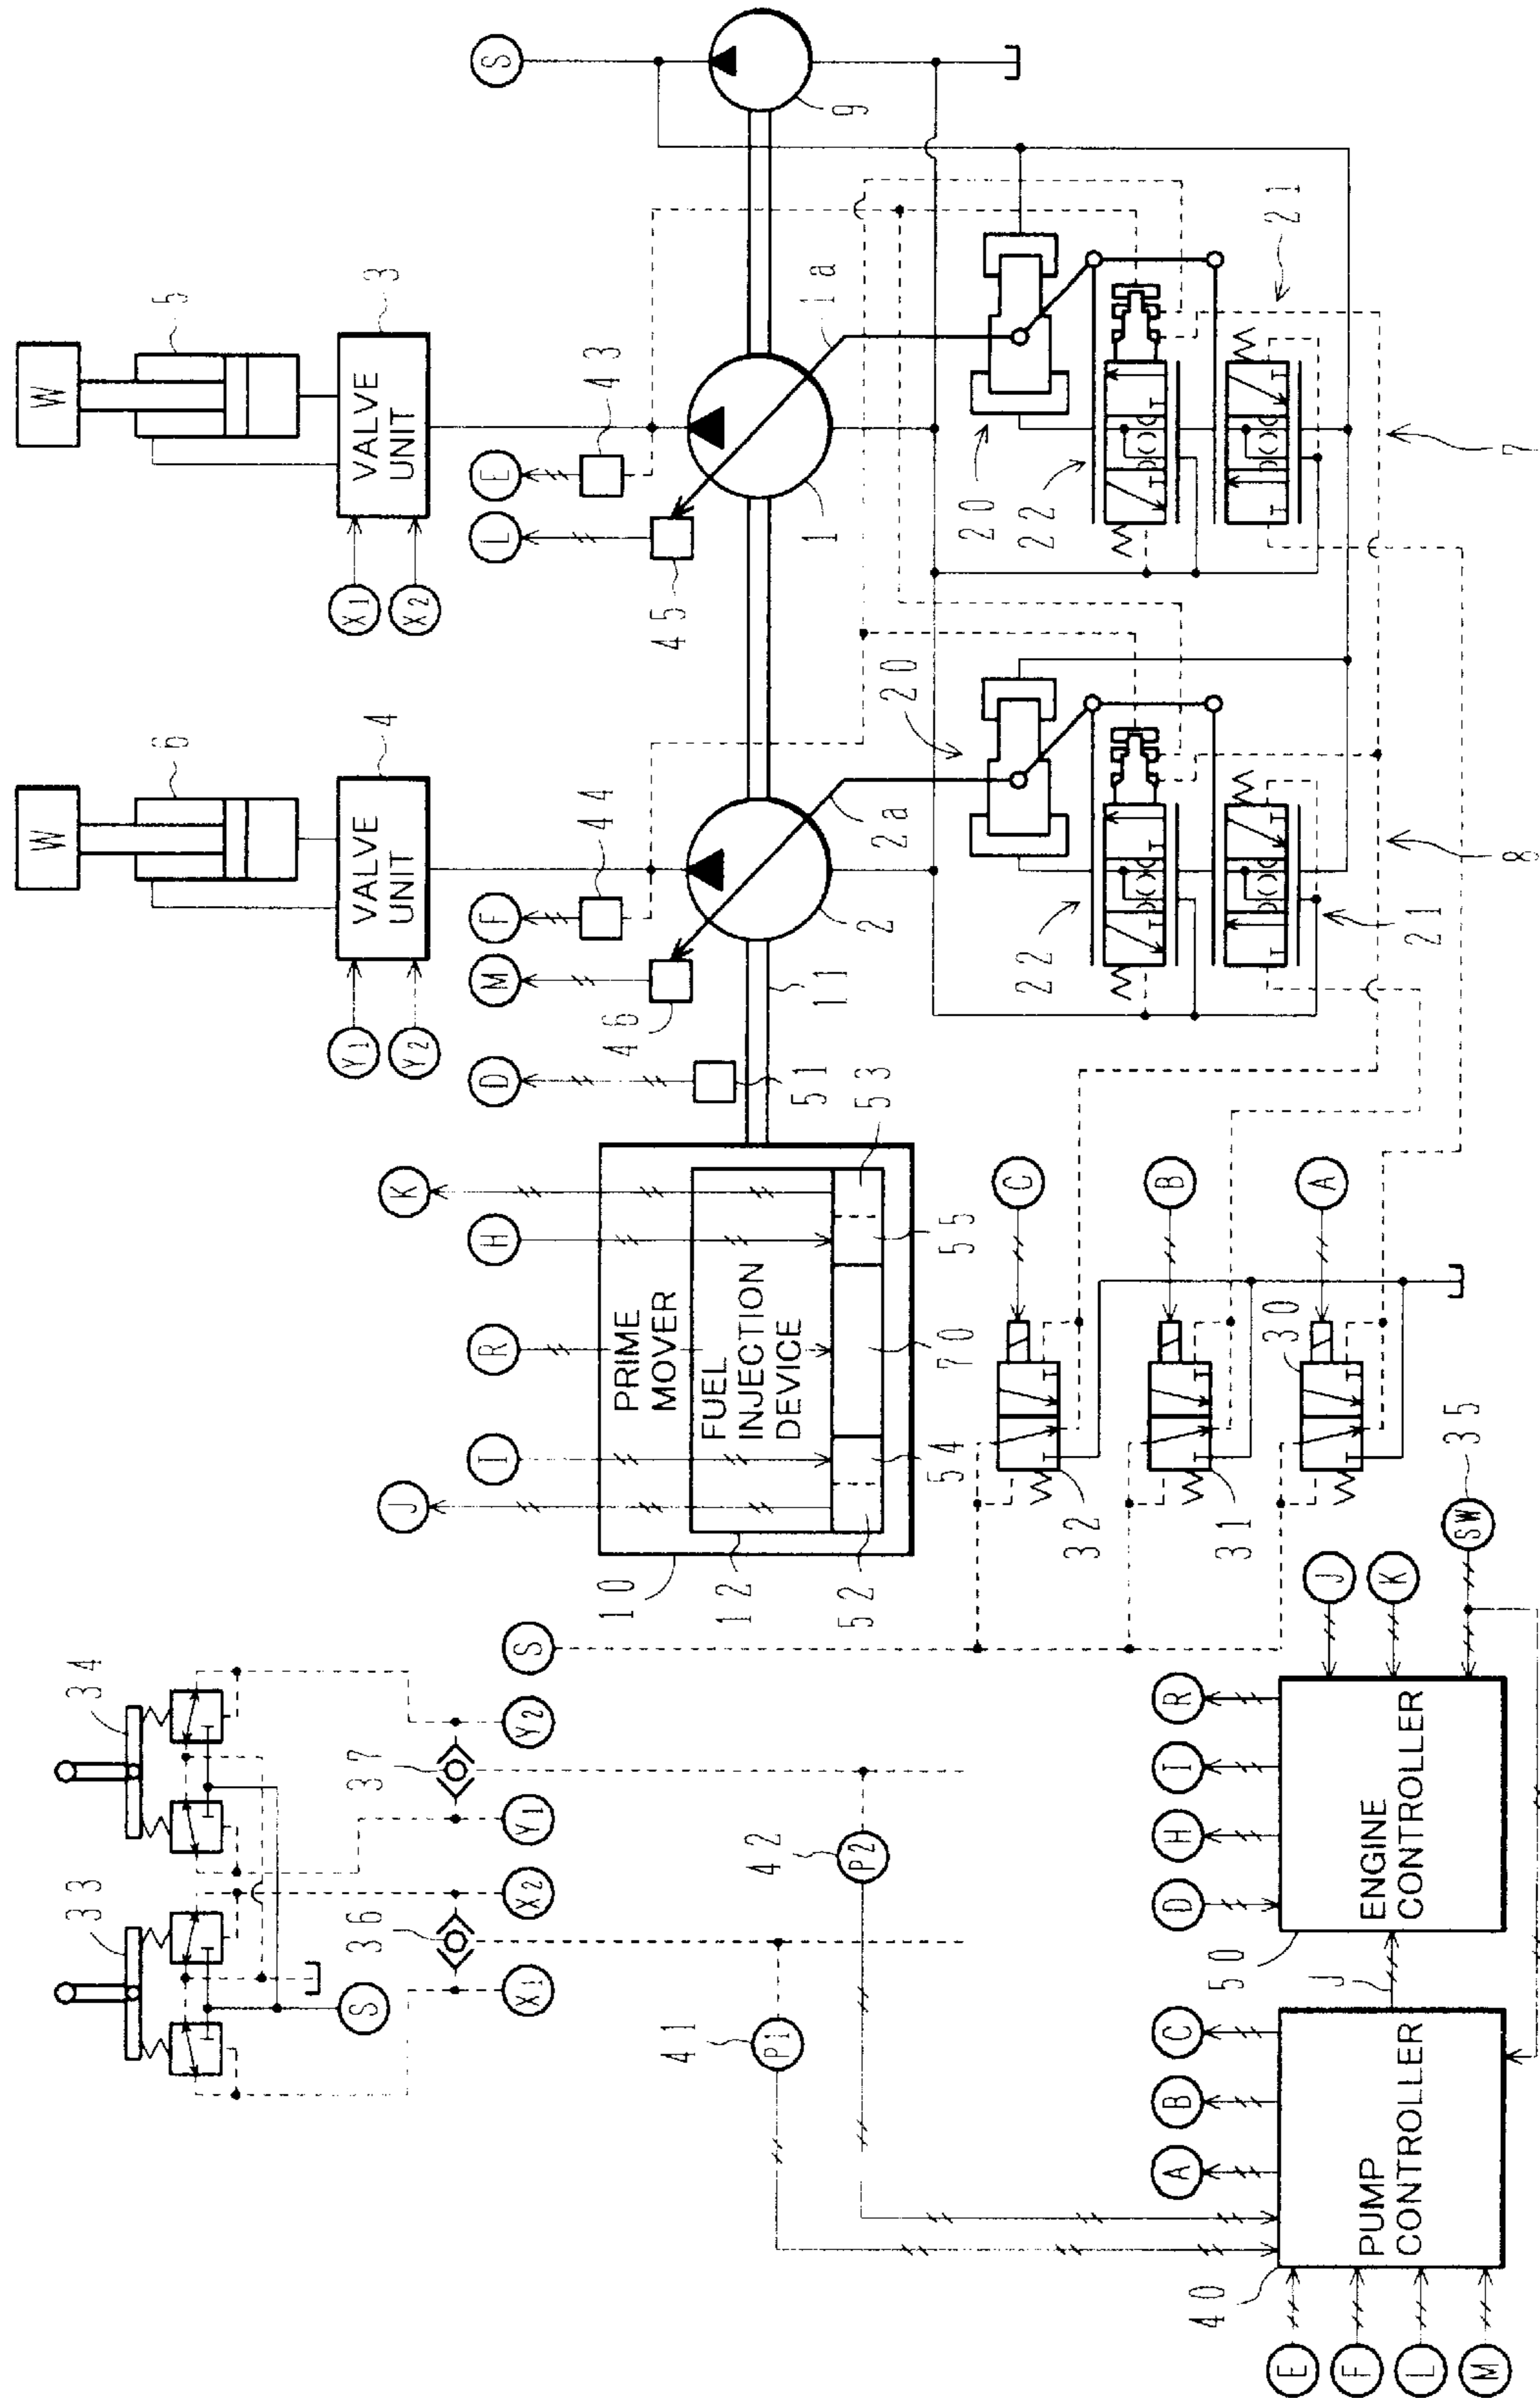 W
5
3
VALVE
UNIT
X1
X2
W
6
4
VALVE
UNIT
Y1
Y2
S
9
E
43
L
45
1a
1
F
44
M
46
2a
2
11
D
51
20
22
21
7
20
22
21
8
K
H
R
I
J
PRIME
MOVER
FUEL
INJECTION
DEVICE
10
12
52
54
70
55
53
C
B
A
32
31
30
34
33
S
37
36
S
Y2
Y1
X2
X1
42
P2
41
P1
35
SW
J
K
R
I
H
D
50
ENGINE
CONTROLLER
J
C
B
A
40
PUMP
CONTROLLER
E
F
L
M